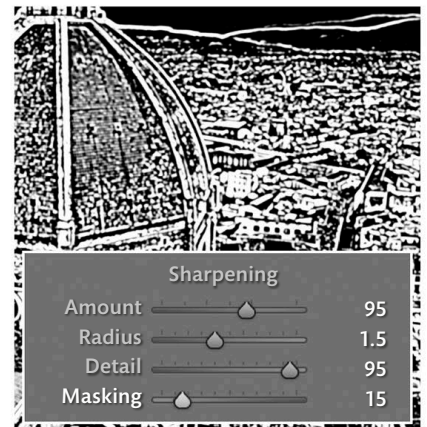 Sharpening
Amount 95
Radius 1.5
Detail 95
Masking 15